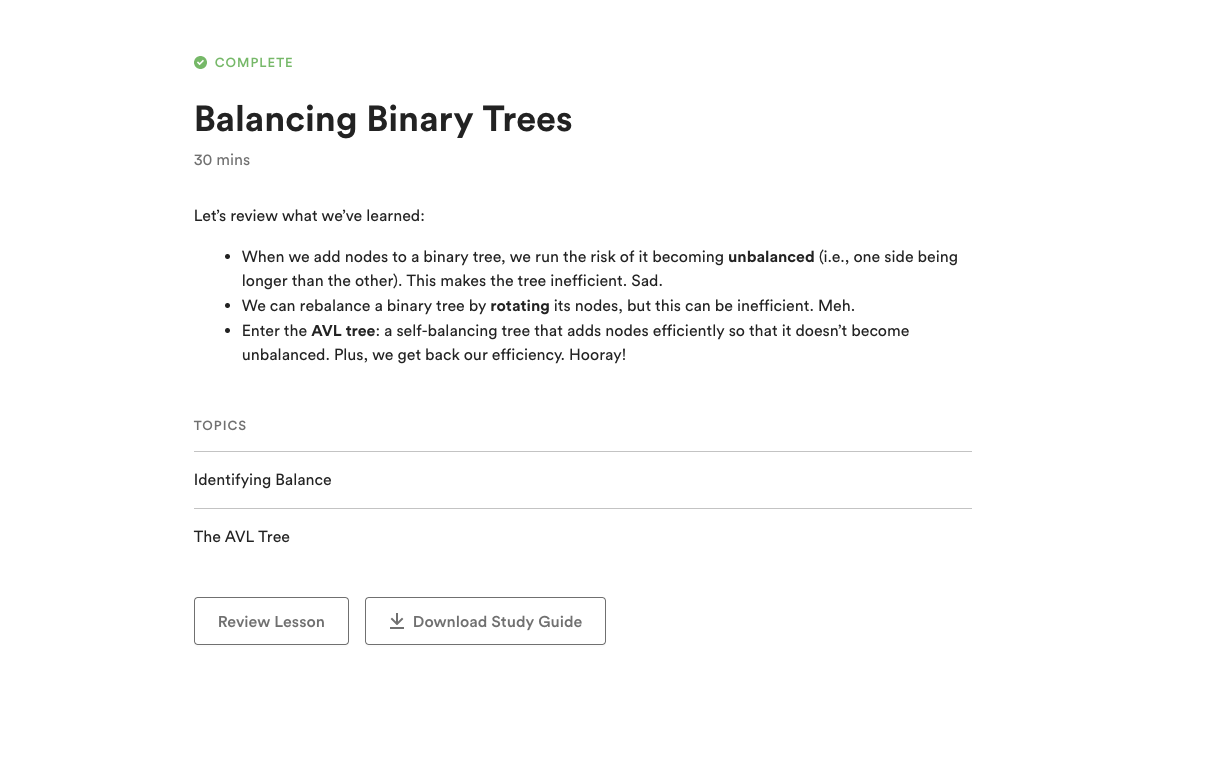 COMPLETE
Balancing Binary Trees
30 mins
Let’s review what we’ve learned:
• When we add nodes to a binary tree, we run the risk of it becoming unbalanced (i.e., one side being
longer than the other). This makes the tree inefficient. Sad.
• We can rebalance a binary tree by rotating its nodes, but this can be inefficient. Meh.
• Enter the AVL tree: a self-balancing tree that adds nodes efficiently so that it doesn’t become
unbalanced. Plus, we get back our efficiency. Hooray!
TOPICS
Identifying Balance
The AVL Tree
Review Lesson
Download Study Guide